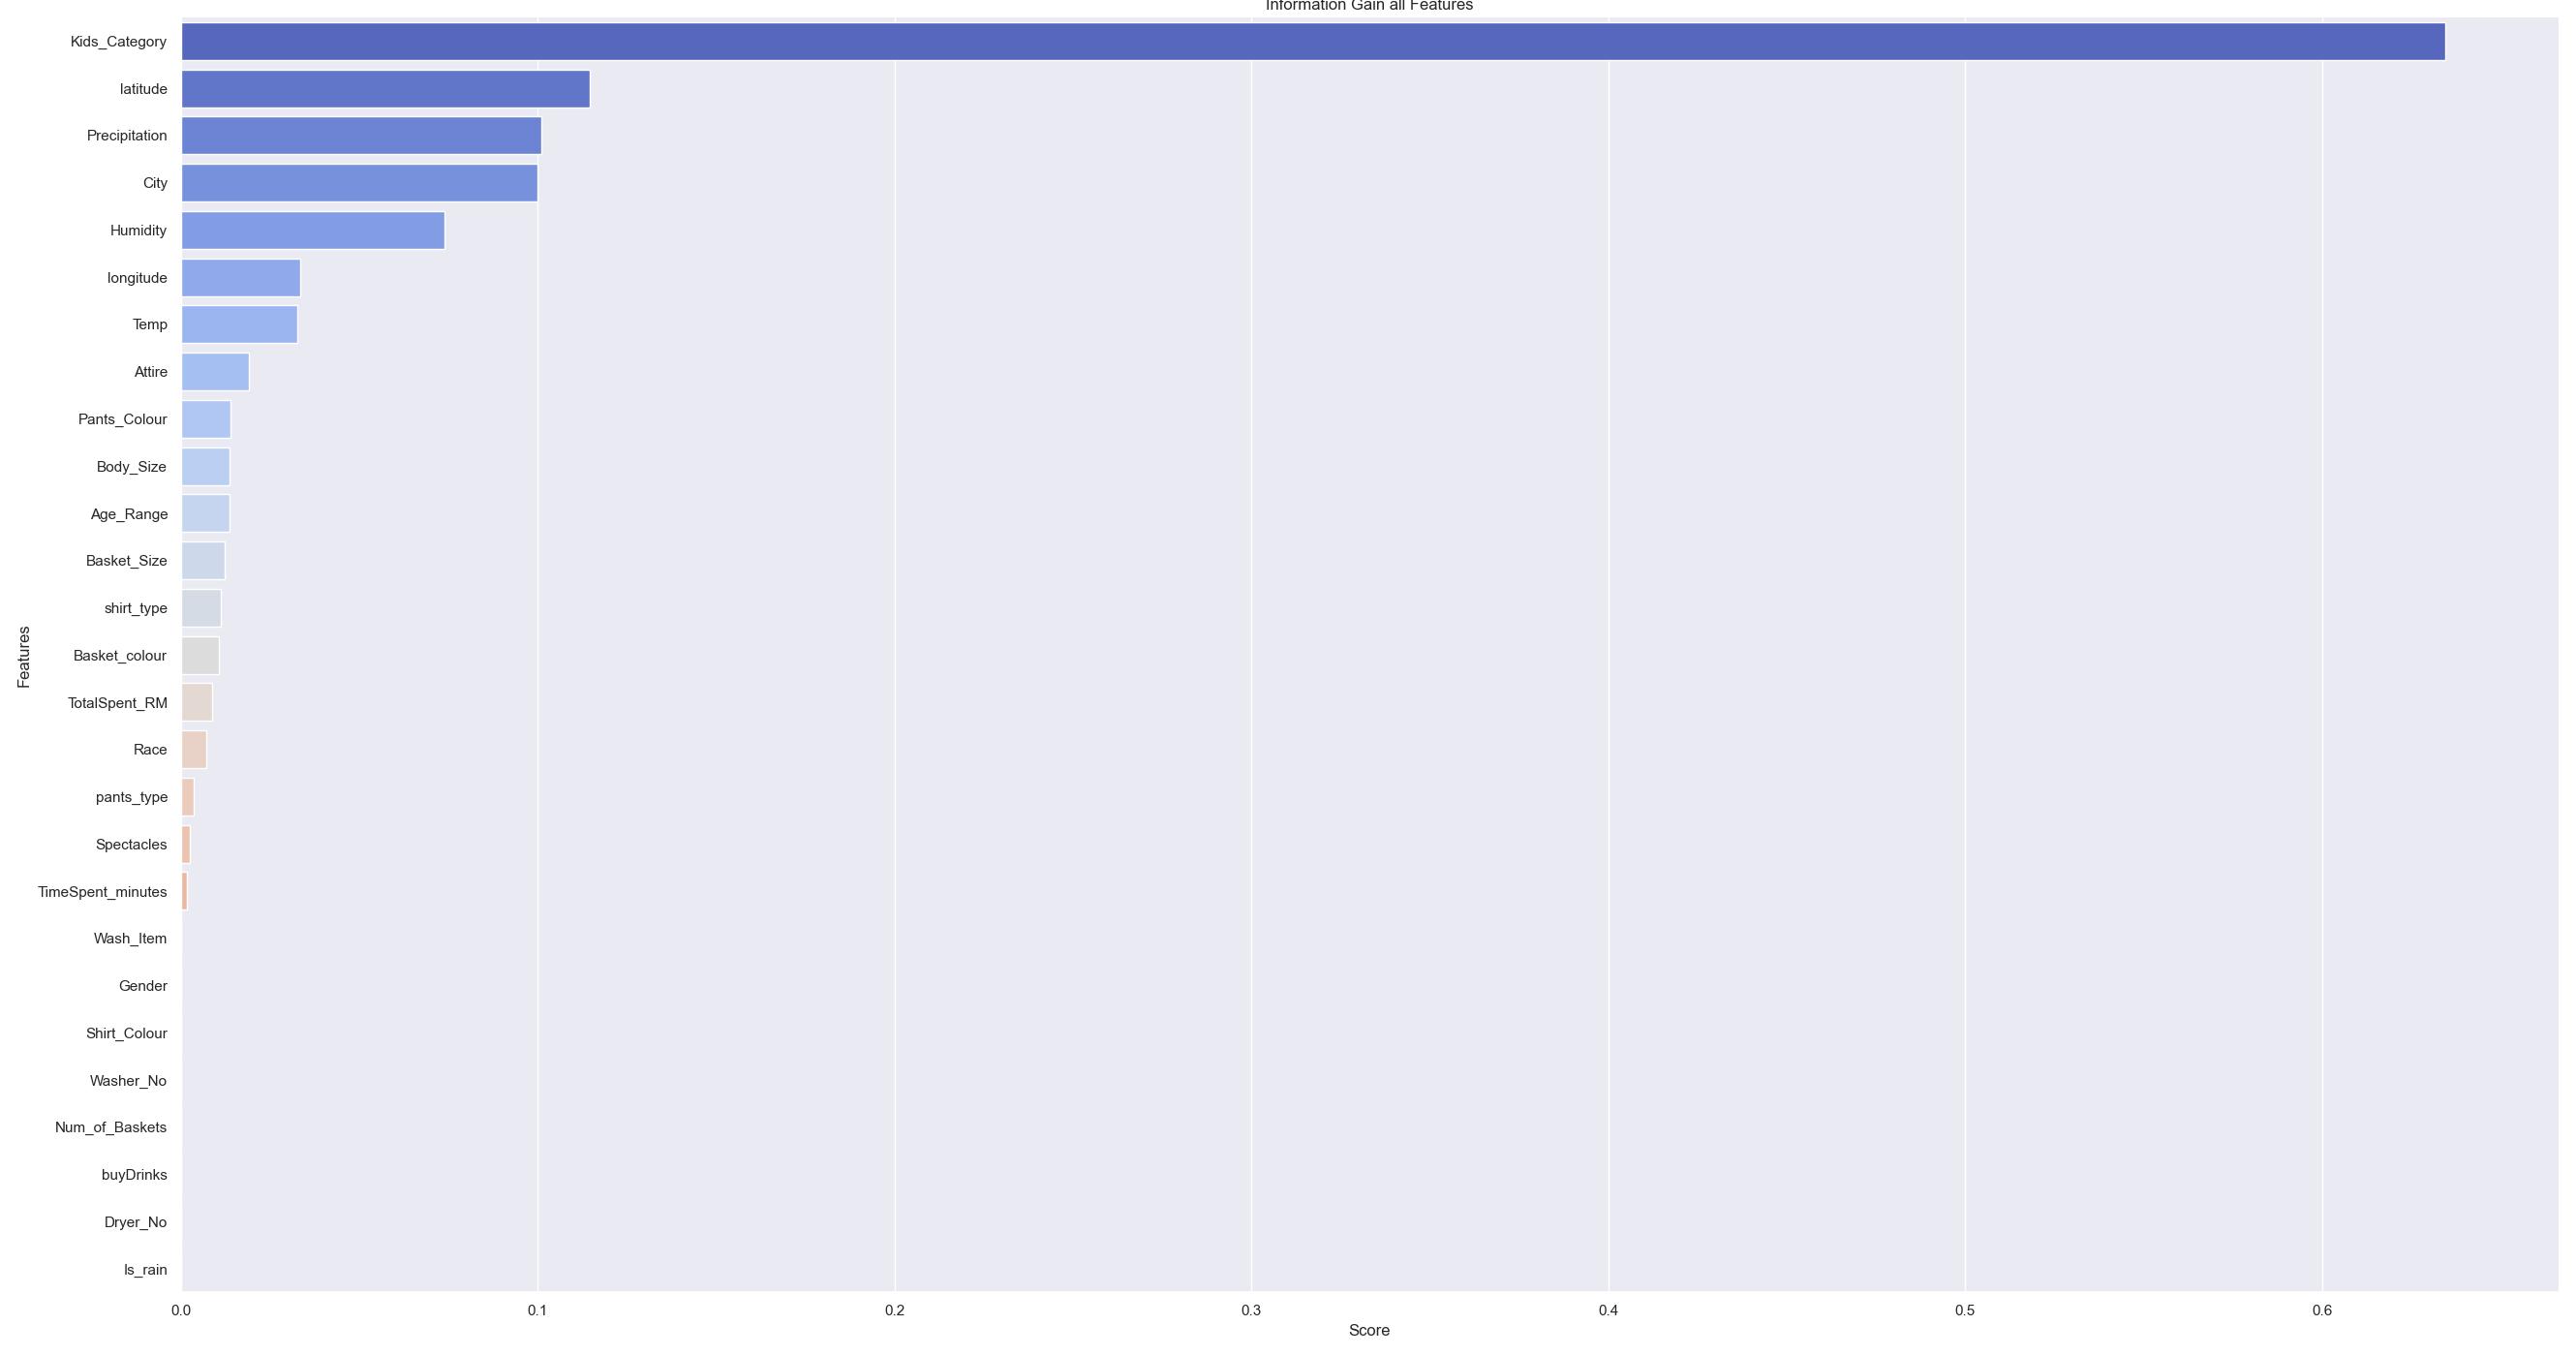 Information Gain all Features
Kids_Category
latitude
Precipitation
City
Humidity
longitude
Temp
Attire
Pants_Colour
Body_Size
Age_Range
Basket_Size
shirt_type
Basket_colour
TotalSpent_RM
Race
pants_type
Spectacles
TimeSpent_minutes
Wash_Item
Gender
Shirt_Colour
Washer_No
Num_of_Baskets
buyDrinks
Dryer_No
Is_rain
Features
0.0 0.1 0.2 0.3 0.4 0.5 0.6
Score